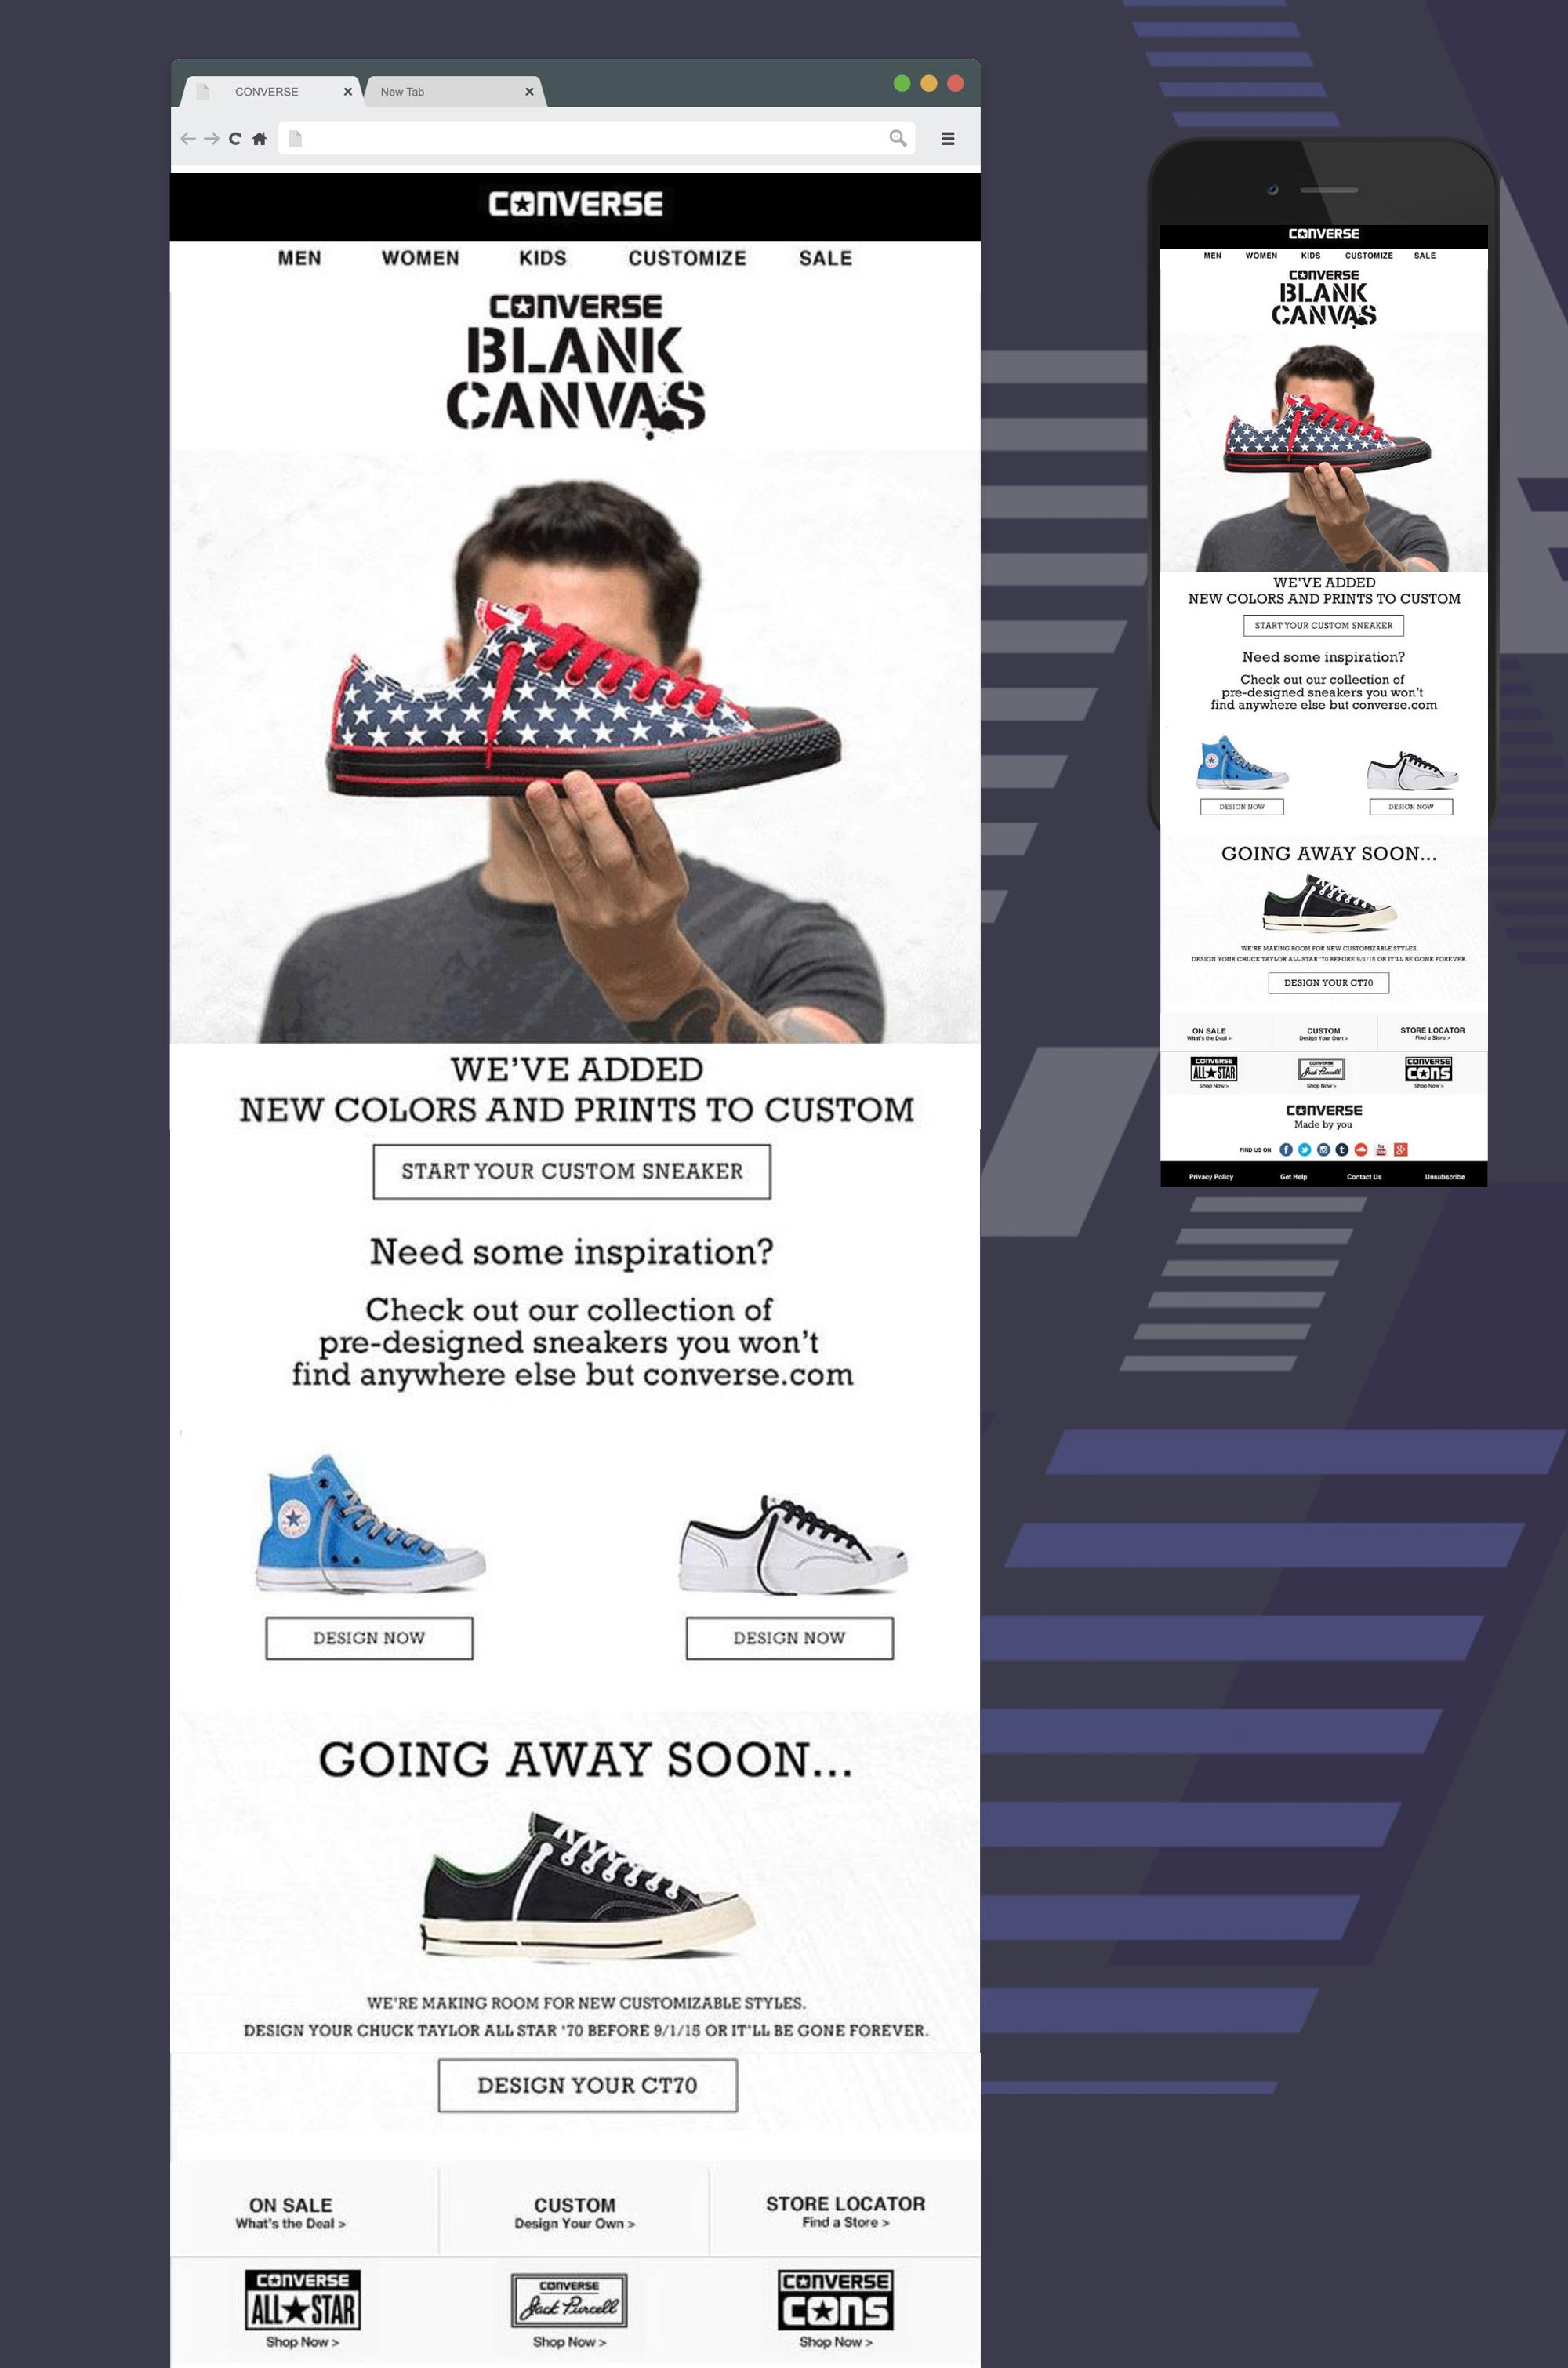 CONVERSE
New Tab
CONVERSE
MEN WOMEN KIDS CUSTOMIZE SALE
CONVERSE
BLANK
CANVAS
WE'VE ADDED
NEW COLORS AND PRINTS TO CUSTOM
START YOUR CUSTOM SNEAKER
Need some inspiration?
Check out our collection of
pre-designed sneakers you won't
find anywhere else but converse.com
DESIGN NOW DESIGN NOW
GOING AWAY SOON...
WE'RE MAKING ROOM FOR NEW CUSTOMIZABLE STYLES.
DESIGN YOUR CHUCK TAYLOR ALL STAR '70 BEFORE 9/1/15 OR IT'LL BE GONE FOREVER.
DESIGN YOUR CT70
ON SALE CUSTOM STORE LOCATOR
What's the Deal > Design Your Own > Find a Store >
CONVERSE CONVERSE CONVERSE
ALL★STAR Jack Purcell CONS
Shop Now > Shop Now > Shop Now >
CONVERSE
MEN WOMEN KIDS CUSTOMIZE SALE
CONVERSE
BLANK
CANVAS
WE'VE ADDED
NEW COLORS AND PRINTS TO CUSTOM
START YOUR CUSTOM SNEAKER
Need some inspiration?
Check out our collection of
pre-designed sneakers you won't
find anywhere else but converse.com
DESIGN NOW DESIGN NOW
GOING AWAY SOON...
WE'RE MAKING ROOM FOR NEW CUSTOMIZABLE STYLES.
DESIGN YOUR CHUCK TAYLOR ALL STAR '70 BEFORE 9/1/15 OR IT'LL BE GONE FOREVER.
DESIGN YOUR CT70
ON SALE CUSTOM STORE LOCATOR
What's the Deal > Design Your Own > Find a Store >
CONVERSE CONVERSE CONVERSE
ALL★STAR Jack Purcell CONS
Shop Now > Shop Now > Shop Now >
CONVERSE
Made by you
FIND US ON
Privacy Policy Get Help Contact Us Unsubscribe